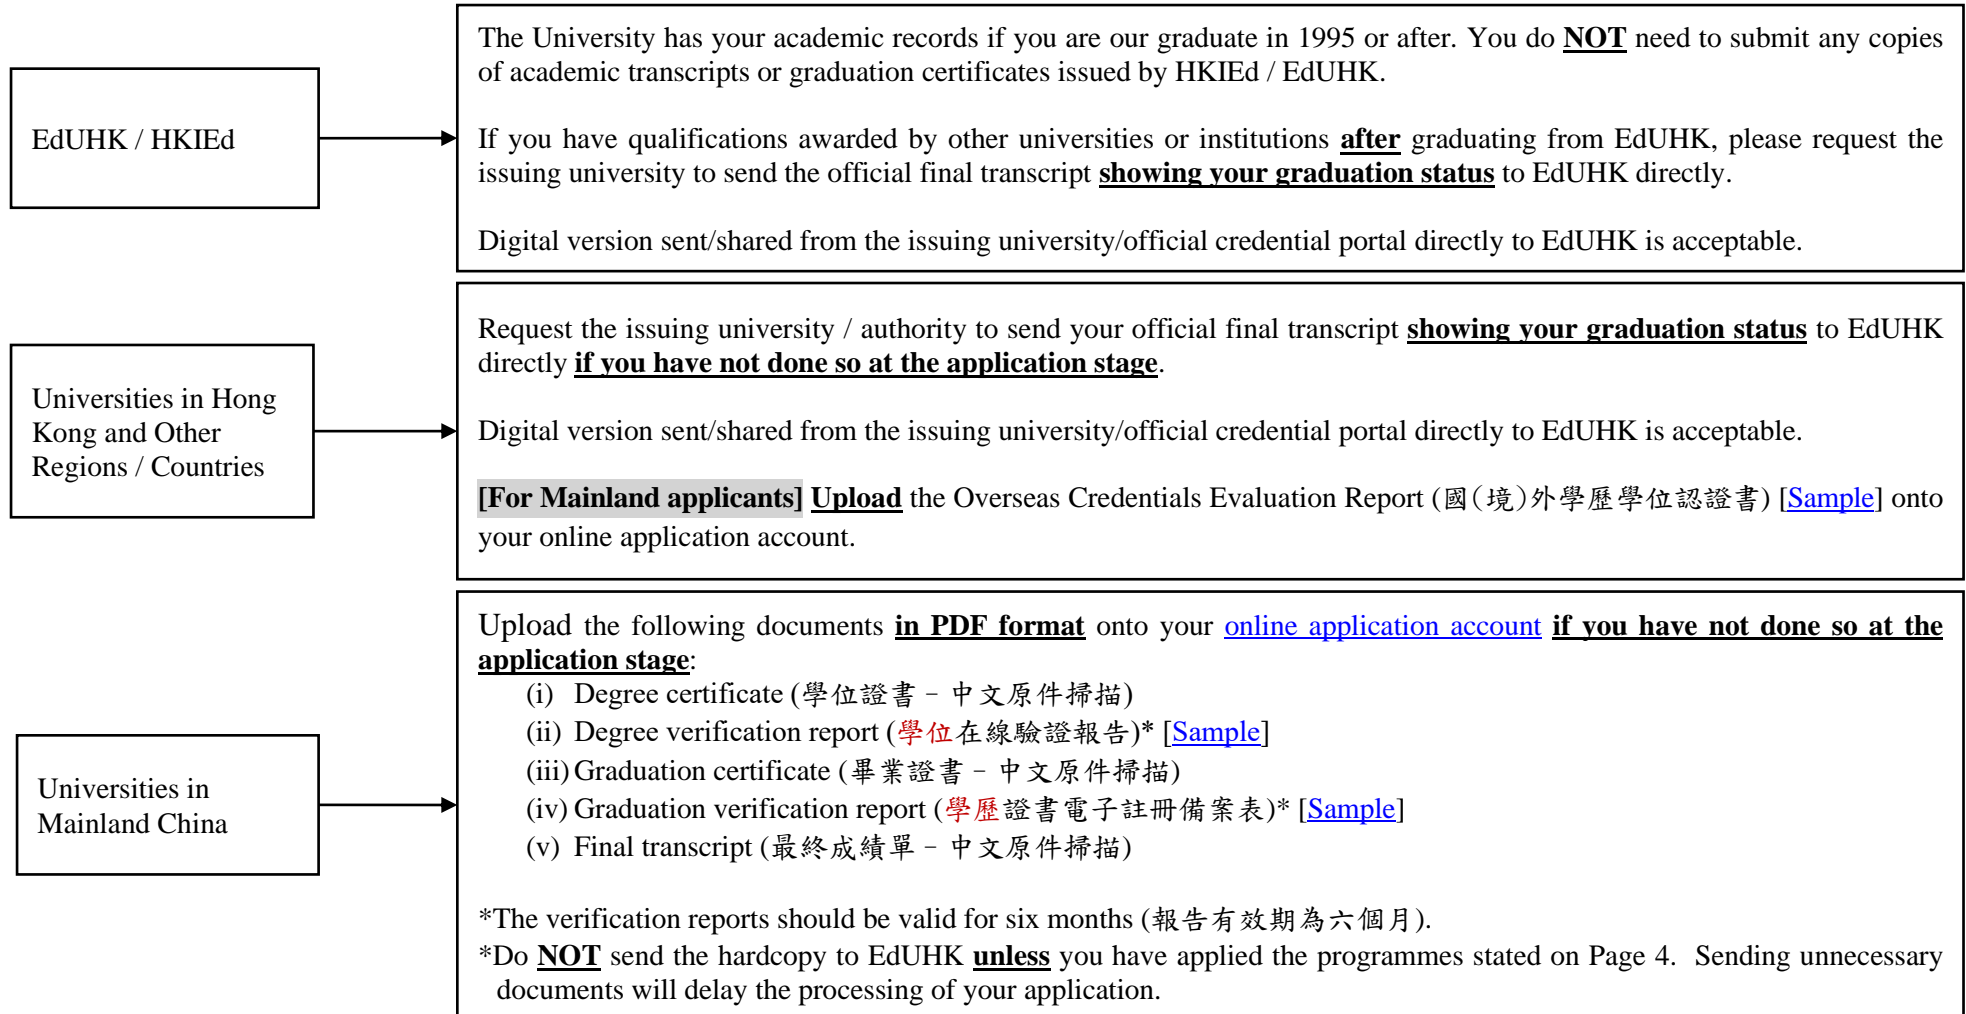 EdUHK / HKIEd
The University has your academic records if you are our graduate in 1995 or after. You do NOT need to submit any copies
of academic transcripts or graduation certificates issued by HKIEd / EdUHK.
If you have qualifications awarded by other universities or institutions after graduating from EdUHK, please request the
issuing university to send the official final transcript showing your graduation status to EdUHK directly.
Digital version sent/shared from the issuing university/official credential portal directly to EdUHK is acceptable.
Universities in Hong
Kong and Other
Regions / Countries
Request the issuing university / authority to send your official final transcript showing your graduation status to EdUHK
directly if you have not done so at the application stage.
Digital version sent/shared from the issuing university/official credential portal directly to EdUHK is acceptable.
[For Mainland applicants] Upload the Overseas Credentials Evaluation Report (國(境)外學歷學位認證書) [Sample] onto
your online application account.
Universities in
Mainland China
Upload the following documents in PDF format onto your online application account if you have not done so at the
application stage:
(i) Degree certificate (學位證書 – 中文原件掃描)
(ii) Degree verification report (學位在線驗證報告)* [Sample]
(iii) Graduation certificate (畢業證書 – 中文原件掃描)
(iv) Graduation verification report (學歷證書電子註冊備案表)* [Sample]
(v) Final transcript (最終成績單 – 中文原件掃描)
*The verification reports should be valid for six months (報告有效期為六個月).
*Do NOT send the hardcopy to EdUHK unless you have applied the programmes stated on Page 4. Sending unnecessary
documents will delay the processing of your application.